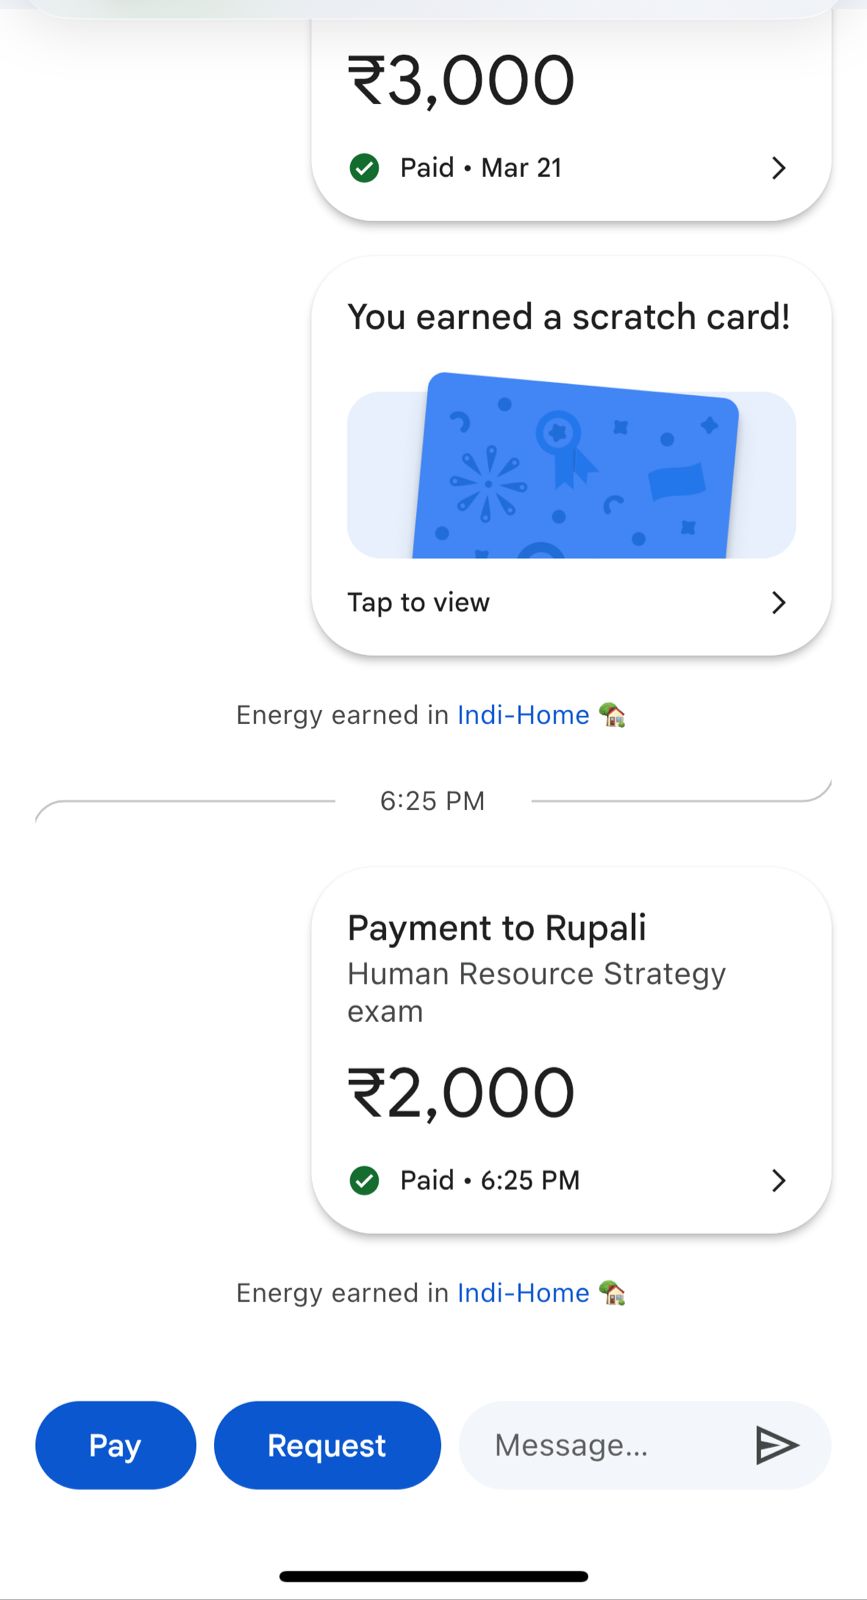 ₹3,000
Paid • Mar 21
You earned a scratch card!
Tap to view
Energy earned in Indi-Home 🏡
6:25 PM
Payment to Rupali
Human Resource Strategy
exam
₹2,000
Paid • 6:25 PM
Energy earned in Indi-Home 🏡
Pay
Request
Message...